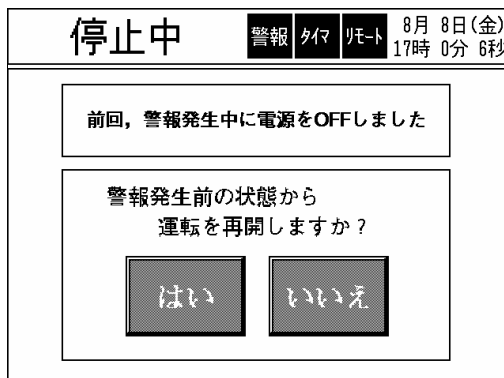 停止中
警報 タイマ リモート
8月 8日(金)
17時 0分 6秒
前回，警報発生中に電源をOFFしました
警報発生前の状態から
運転を再開しますか？
はい
いいえ